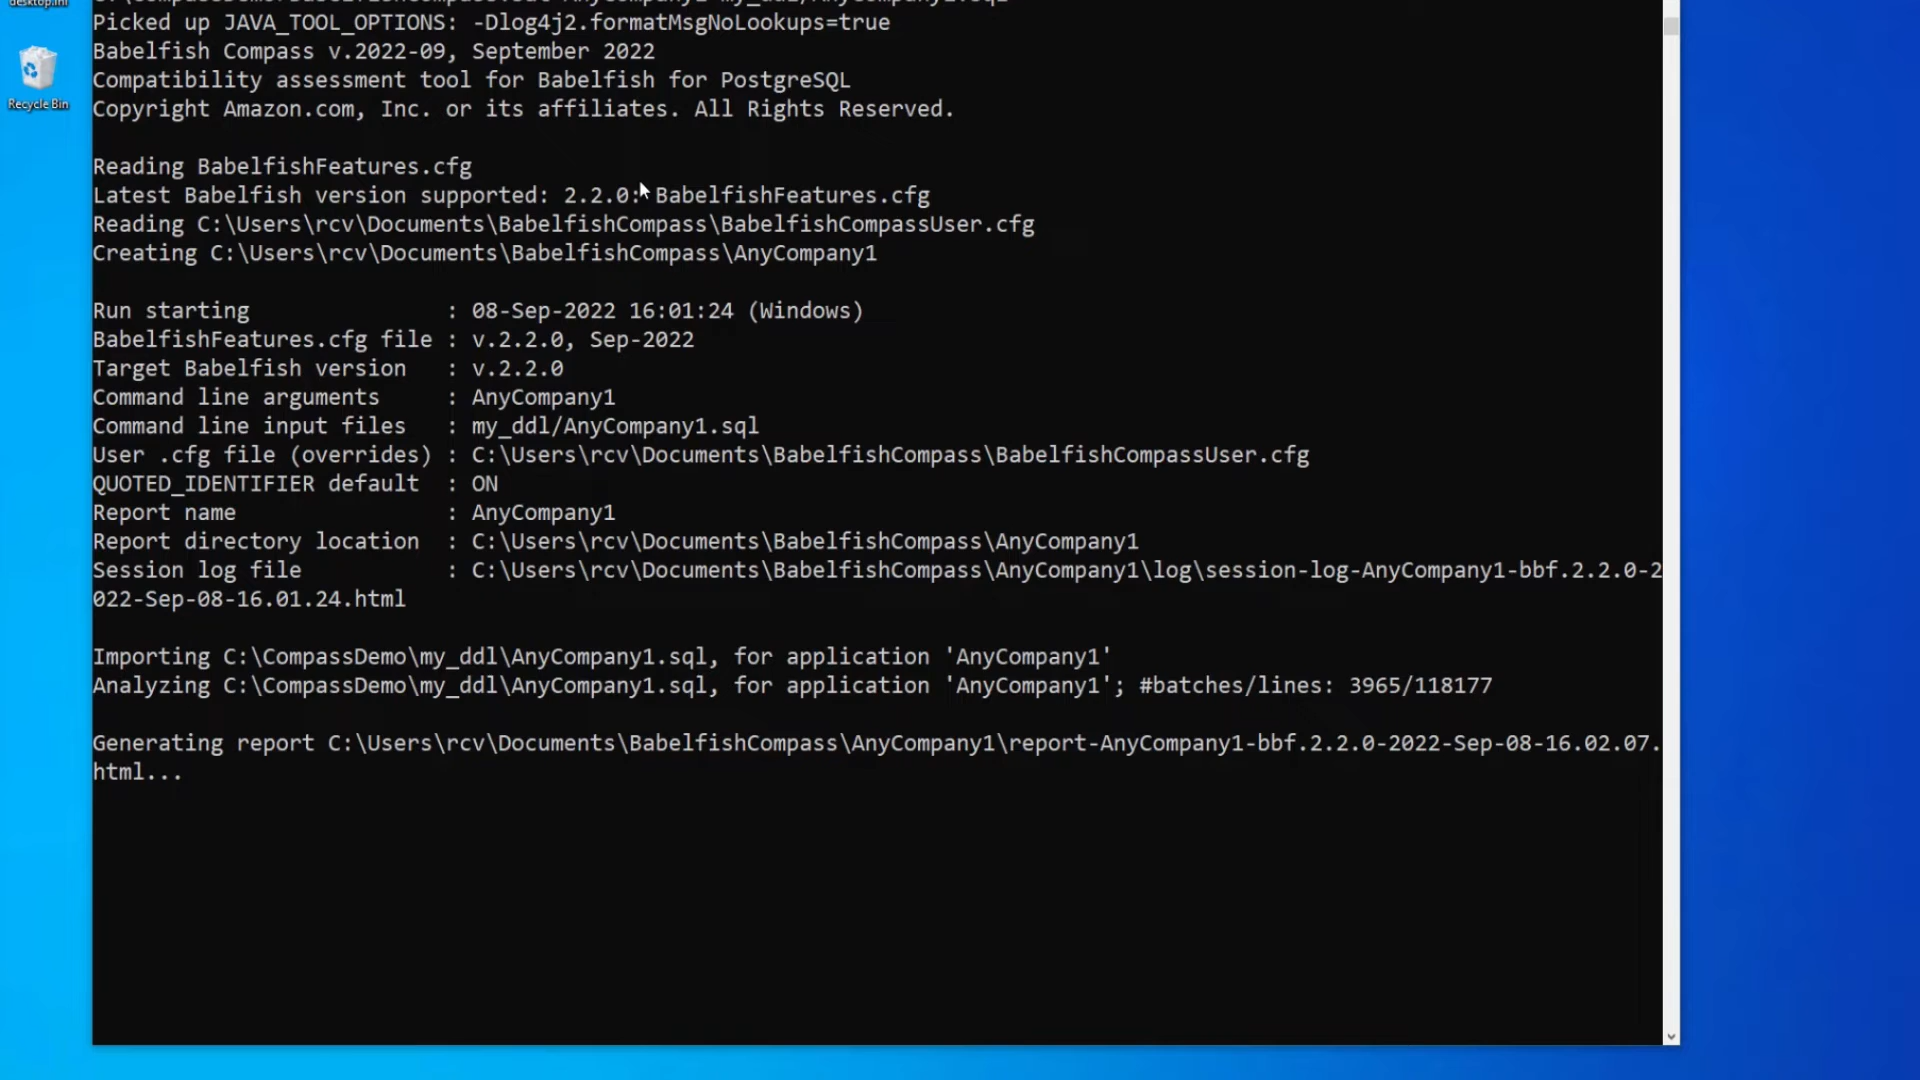 desktop.ini
Recycle Bin
Picked up JAVA_TOOL_OPTIONS: -Dlog4j2.formatMsgNoLookups=true
Babelfish Compass v.2022-09, September 2022
Compatibility assessment tool for Babelfish for PostgreSQL
Copyright Amazon.com, Inc. or its affiliates. All Rights Reserved.
Reading BabelfishFeatures.cfg
Latest Babelfish version supported: 2.2.0: BabelfishFeatures.cfg
Reading C:\Users\rcv\Documents\BabelfishCompass\BabelfishCompassUser.cfg
Creating C:\Users\rcv\Documents\BabelfishCompass\AnyCompany1
Run starting : 08-Sep-2022 16:01:24 (Windows)
BabelfishFeatures.cfg file : v.2.2.0, Sep-2022
Target Babelfish version : v.2.2.0
Command line arguments : AnyCompany1
Command line input files : my_ddl/AnyCompany1.sql
User .cfg file (overrides) : C:\Users\rcv\Documents\BabelfishCompass\BabelfishCompassUser.cfg
QUOTED_IDENTIFIER default : ON
Report name : AnyCompany1
Report directory location : C:\Users\rcv\Documents\BabelfishCompass\AnyCompany1
Session log file : C:\Users\rcv\Documents\BabelfishCompass\AnyCompany1\log\session-log-AnyCompany1-bbf.2.2.0-2
022-Sep-08-16.01.24.html
Importing C:\CompassDemo\my_ddl\AnyCompany1.sql, for application 'AnyCompany1'
Analyzing C:\CompassDemo\my_ddl\AnyCompany1.sql, for application 'AnyCompany1'; #batches/lines: 3965/118177
Generating report C:\Users\rcv\Documents\BabelfishCompass\AnyCompany1\report-AnyCompany1-bbf.2.2.0-2022-Sep-08-16.02.07.
html...